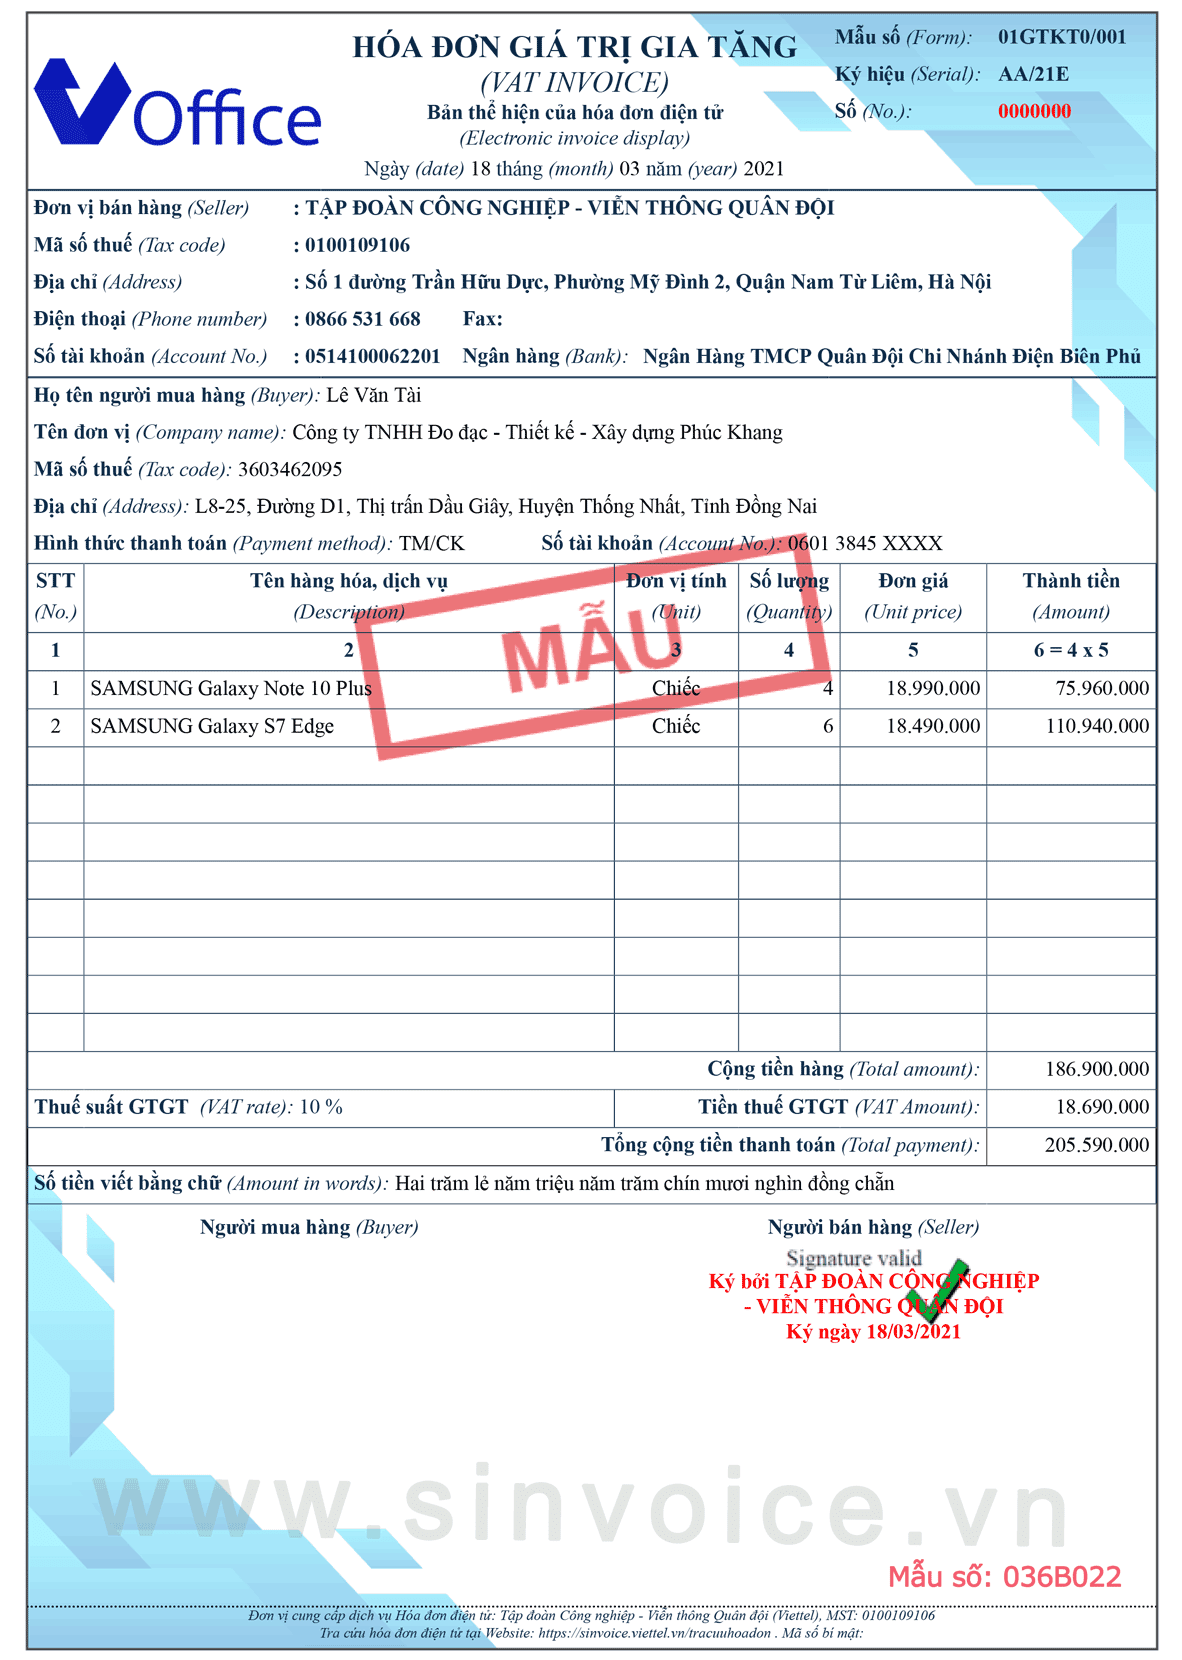 Office
HÓA ĐƠN GIÁ TRỊ GIA TĂNG
(VAT INVOICE)
Bản thể hiện của hóa đơn điện tử
(Electronic invoice display)
Ngày (date) 18 tháng (month) 03 năm (year) 2021
Mẫu số (Form): 01GTKT0/001
Ký hiệu (Serial): AA/21E
Số (No.): 0000000
Đơn vị bán hàng (Seller) : TẬP ĐOÀN CÔNG NGHIỆP - VIỄN THÔNG QUÂN ĐỘI
Mã số thuế (Tax code) : 0100109106
Địa chỉ (Address) : Số 1 đường Trần Hữu Dực, Phường Mỹ Đình 2, Quận Nam Từ Liêm, Hà Nội
Điện thoại (Phone number) : 0866 531 668 Fax:
Số tài khoản (Account No.) : 0514100062201 Ngân hàng (Bank): Ngân Hàng TMCP Quân Đội Chi Nhánh Điện Biên Phủ
Họ tên người mua hàng (Buyer): Lê Văn Tài
Tên đơn vị (Company name): Công ty TNHH Đo đạc - Thiết kế - Xây dựng Phúc Khang
Mã số thuế (Tax code): 3603462095
Địa chỉ (Address): L8-25, Đường D1, Thị trấn Dầu Giây, Huyện Thống Nhất, Tỉnh Đồng Nai
Hình thức thanh toán (Payment method): TM/CK Số tài khoản (Account No.): 0601 3845 XXXX
STT Tên hàng hóa, dịch vụ Đơn vị tính Số lượng Đơn giá Thành tiền
(No.) (Description) (Unit) (Quantity) (Unit price) (Amount)
MẪU
1 2 3 4 5 6 = 4 x 5
1 SAMSUNG Galaxy Note 10 Plus Chiếc 4 18.990.000 75.960.000
2 SAMSUNG Galaxy S7 Edge Chiếc 6 18.490.000 110.940.000
Cộng tiền hàng (Total amount): 186.900.000
Thuế suất GTGT (VAT rate): 10 % Tiền thuế GTGT (VAT Amount): 18.690.000
Tổng cộng tiền thanh toán (Total payment): 205.590.000
Số tiền viết bằng chữ (Amount in words): Hai trăm lẻ năm triệu năm trăm chín mươi nghìn đồng chẵn
Người mua hàng (Buyer) Người bán hàng (Seller)
Signature valid
Ký bởi TẬP ĐOÀN CÔNG NGHIỆP
- VIỄN THÔNG QUÂN ĐỘI
Ký ngày 18/03/2021
www.sinvoice.vn
Mẫu số: 036B022
Đơn vị cung cấp dịch vụ Hóa đơn điện tử: Tập đoàn Công nghiệp - Viễn thông Quân đội (Viettel), MST: 0100109106
Tra cứu hóa đơn điện tử tại Website: https://sinvoice.viettel.vn/tracuuhoadon . Mã số bí mật: